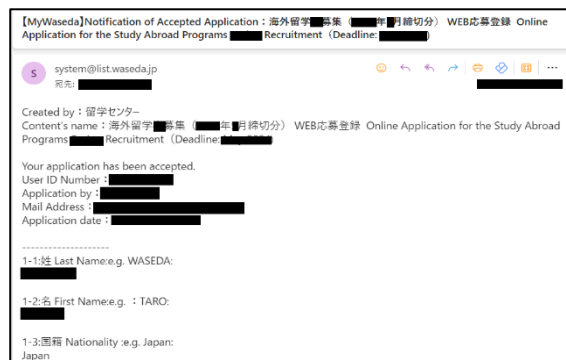 【MyWaseda】Notification of Accepted Application：海外留学 募集（ 年 月締切分） WEB応募登録 Online
Application for the Study Abroad Programs Recruitment（Deadline: )
S
system@list.waseda.jp
宛先:
Created by：留学センター
Content's name：海外留学 募集（ 年 月締切分） WEB応募登録 Online Application for the Study Abroad
Programs Recruitment（Deadline: )
Your application has been accepted.
User ID Number：
Application by：
Mail Address：
Application date：
--------------------
1-1:姓 Last Name:e.g. WASEDA:
1-2:名 First Name:e.g. ：TARO:
1-3:国籍 Nationality :e.g. Japan:
Japan